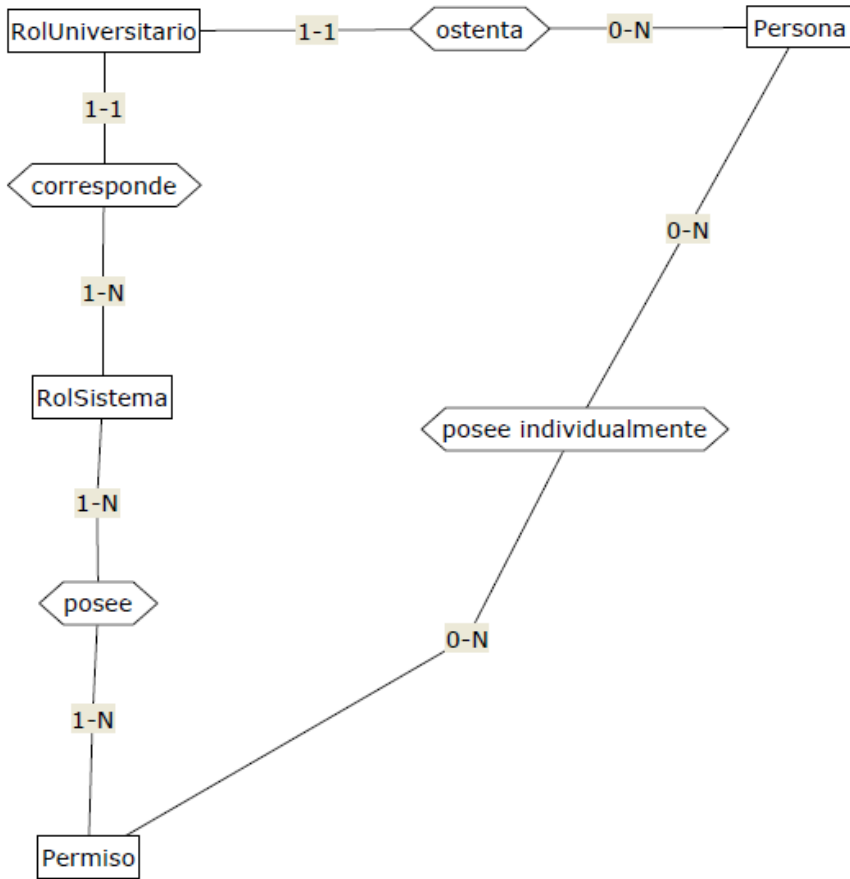 RolUniversitario
1-1
ostenta
0-N
Persona
1-1
corresponde
0-N
1-N
RolSistema
posee individualmente
1-N
posee
0-N
1-N
Permiso